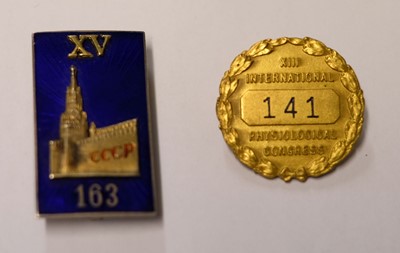 XV
СССР
163
XIII
INTERNATIONAL
141
PHYSIOLOGICAL
CONGRESS